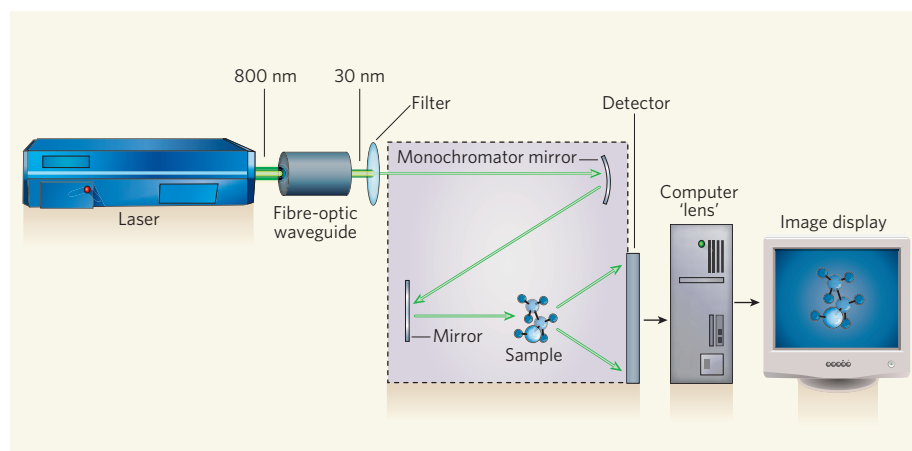 800 nm
30 nm
Filter
Detector
Monochromator mirror
Laser
Fibre-optic
waveguide
Computer
'lens'
Image display
Mirror
Sample